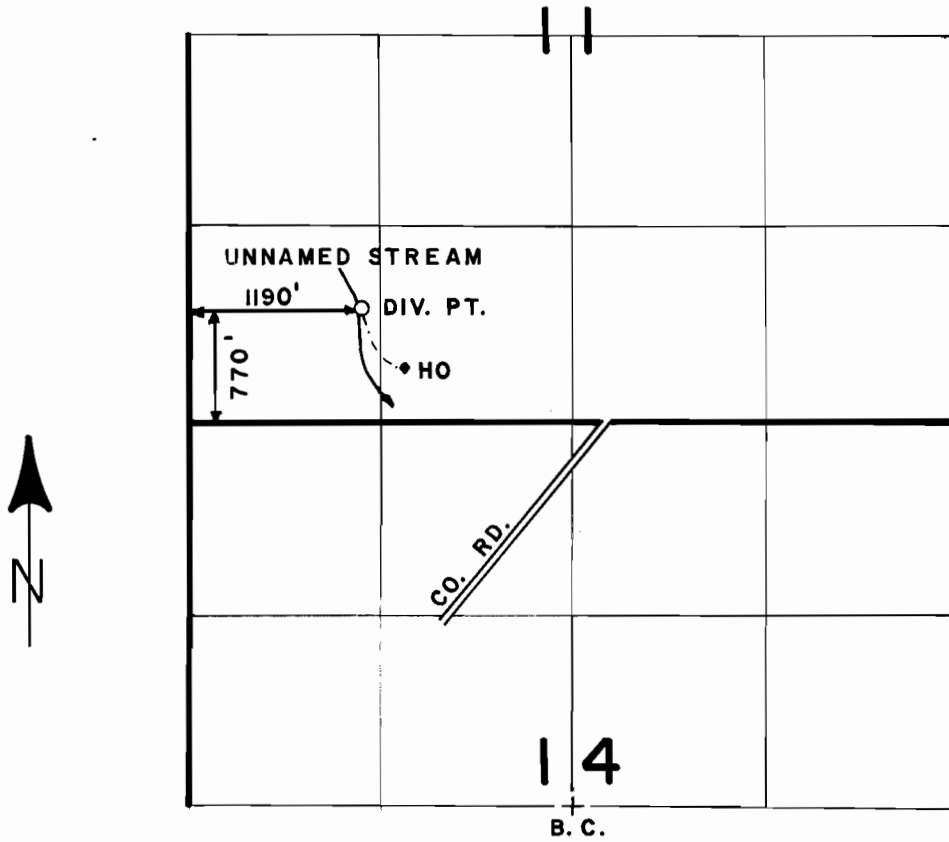 11
UNNAMED STREAM
1190'
DIV. PT.
770'
HO
N
CO. RD.
14
B. C.